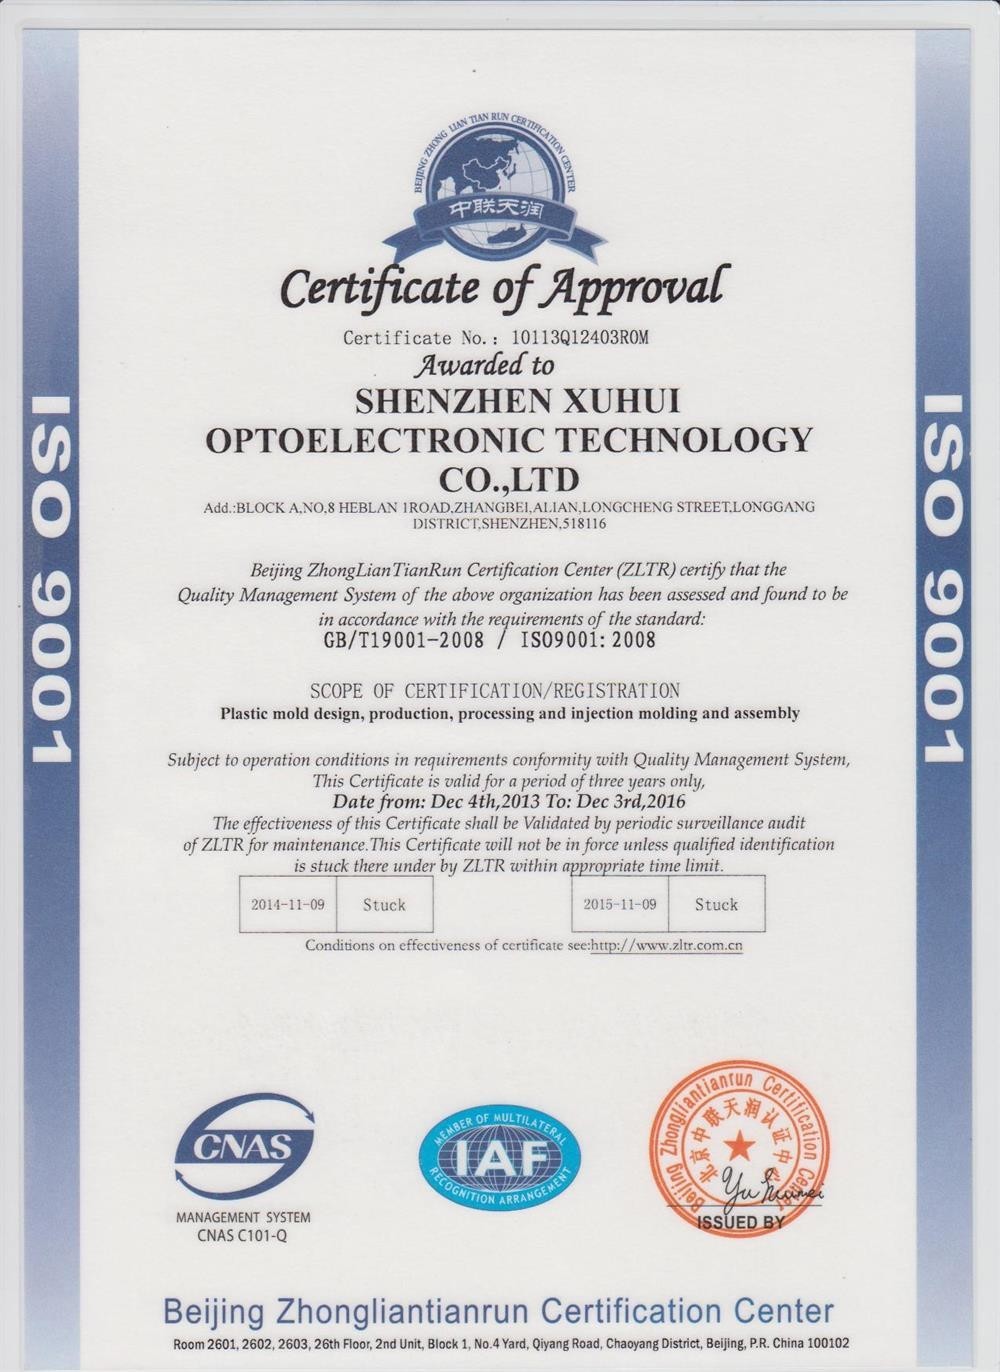 BEIJING ZHONG LIAN TIAN RUN CERTIFICATION CENTER
中联天润
Certificate of Approval
Certificate No.: 10113Q12403R0M
Awarded to
SHENZHEN XUHUI
OPTOELECTRONIC TECHNOLOGY
CO.,LTD
Add.:BLOCK A,NO,8 HEBLAN 1ROAD,ZHANGBEI,ALIAN,LONGCHENG STREET,LONGGANG
DISTRICT,SHENZHEN,518116
Beijing ZhongLianTianRun Certification Center (ZLTR) certify that the
Quality Management System of the above organization has been assessed and found to be
in accordance with the requirements of the standard:
GB/T19001-2008 / ISO9001:2008
SCOPE OF CERTIFICATION/REGISTRATION
Plastic mold design, production, processing and injection molding and assembly
Subject to operation conditions in requirements conformity with Quality Management System,
This Certificate is valid for a period of three years only,
Date from: Dec 4th,2013 To: Dec 3rd,2016
The effectiveness of this Certificate shall be Validated by periodic surveillance audit
of ZLTR for maintenance.This Certificate will not be in force unless qualified identification
is stuck there under by ZLTR within appropriate time limit.
2014-11-09 Stuck 2015-11-09 Stuck
Conditions on effectiveness of certificate see:http://www.zltr.com.cn
ISO 9001
ISO 9001
CNAS
MANAGEMENT SYSTEM
CNAS C101-Q
MEMBER OF MULTILATERAL
IAF
RECOGNITION ARRANGEMENT
Beijing Zhongliantianrun Certification Center
北京中联天润认证中心
ISSUED BY
Beijing Zhongliantianrun Certification Center
Room 2601, 2602, 2603, 26th Floor, 2nd Unit, Block 1, No.4 Yard, Qiyang Road, Chaoyang District, Beijing, P.R. China 100102